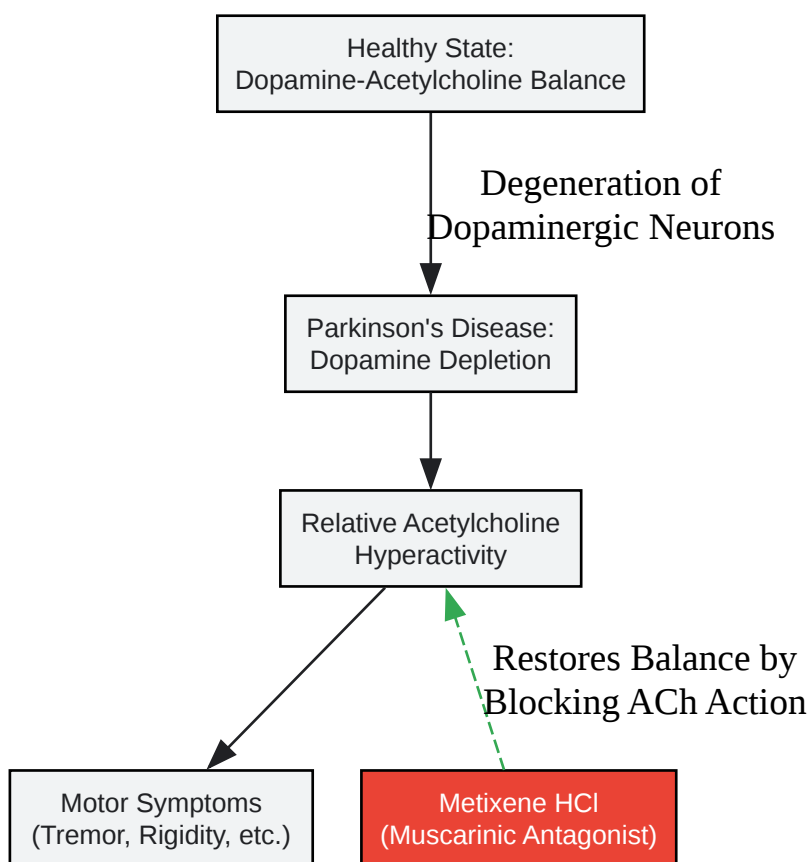 Healthy State:
Dopamine-Acetylcholine Balance
Degeneration of
Dopaminergic Neurons
Parkinson's Disease:
Dopamine Depletion
Relative Acetylcholine
Hyperactivity
Restores Balance by
Blocking ACh Action
Motor Symptoms
(Tremor, Rigidity, etc.)
Metixene HCl
(Muscarinic Antagonist)